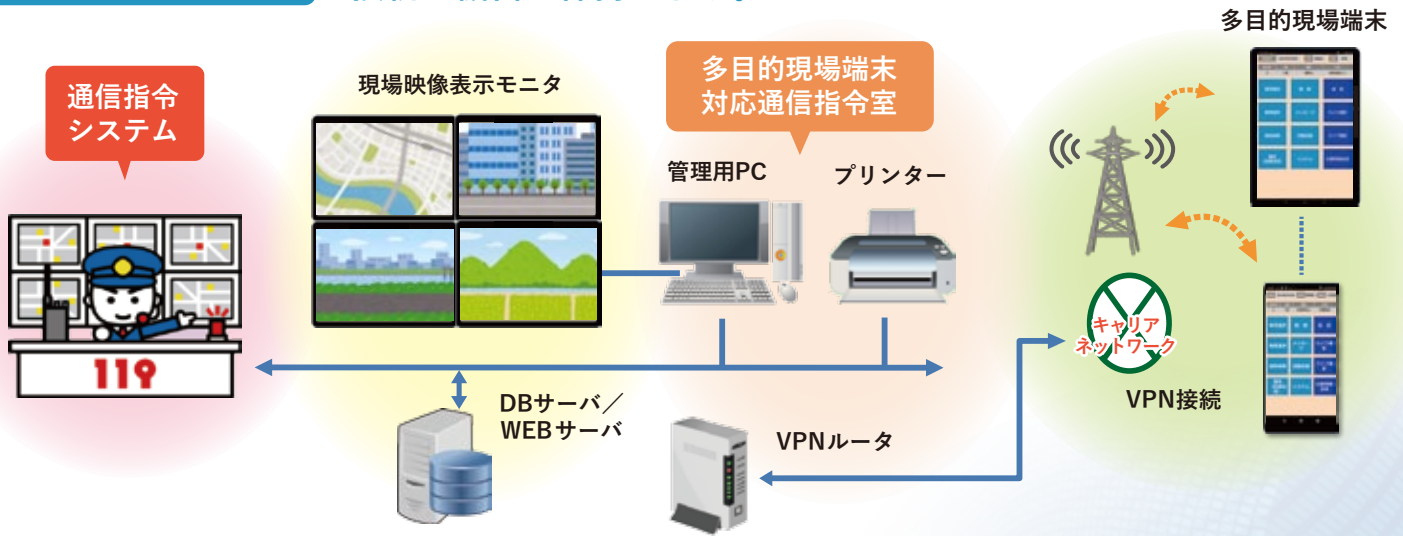 多目的現場端末
通信指令
システム
現場映像表示モニタ
多目的現場端末
対応通信指令室
管理用PC
プリンター
119
キャリア
ネットワーク
VPN接続
DBサーバ／
WEBサーバ
VPNルータ